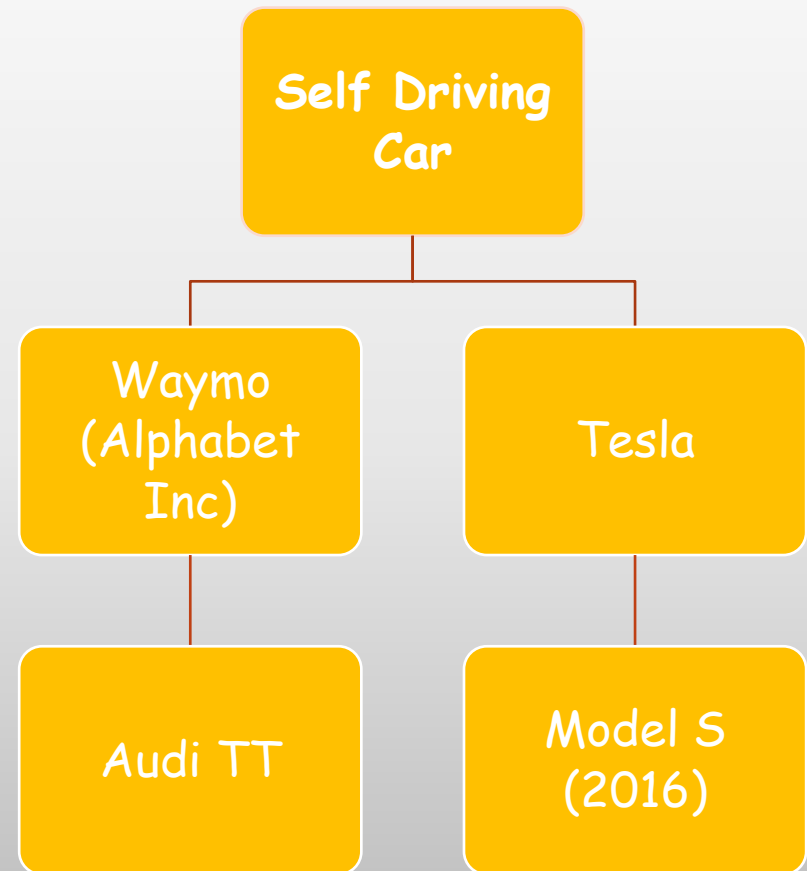 Self Driving
Car
Waymo
(Alphabet
Inc)
Tesla
Audi TT
Model S
(2016)